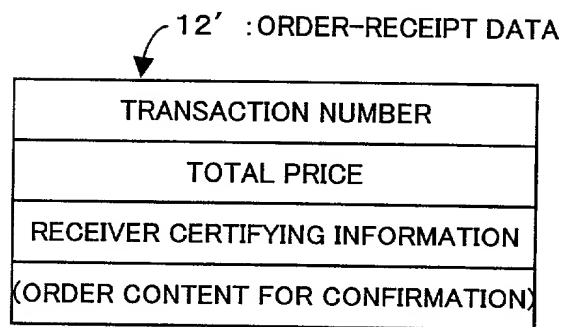 12′ :ORDER-RECEIPT DATA
TRANSACTION NUMBER
TOTAL PRICE
RECEIVER CERTIFYING INFORMATION
(ORDER CONTENT FOR CONFIRMATION)